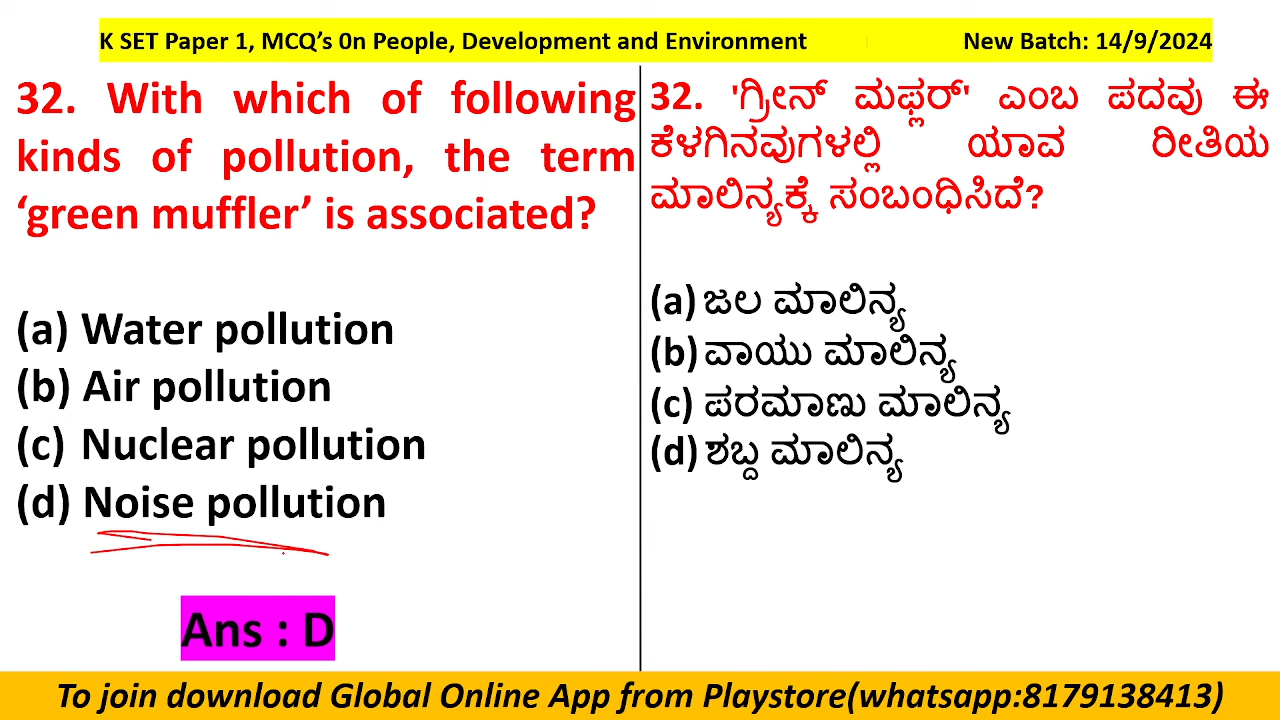 K SET Paper 1, MCQ’s 0n People, Development and Environment New Batch: 14/9/2024
32. With which of following
kinds of pollution, the term
‘green muffler’ is associated?
(a) Water pollution
(b) Air pollution
(c) Nuclear pollution
(d) Noise pollution
Ans : D
32. 'ಗ್ರೀನ್ ಮಫ್ಲರ್' ಎಂಬ ಪದವು ಈ
ಕೆಳಗಿನವುಗಳಲ್ಲಿ ಯಾವ ರೀತಿಯ
ಮಾಲಿನ್ಯಕ್ಕೆ ಸಂಬಂಧಿಸಿದೆ?
(a) ಜಲ ಮಾಲಿನ್ಯ
(b) ವಾಯು ಮಾಲಿನ್ಯ
(c) ಪರಮಾಣು ಮಾಲಿನ್ಯ
(d) ಶಬ್ದ ಮಾಲಿನ್ಯ
To join download Global Online App from Playstore(whatsapp:8179138413)